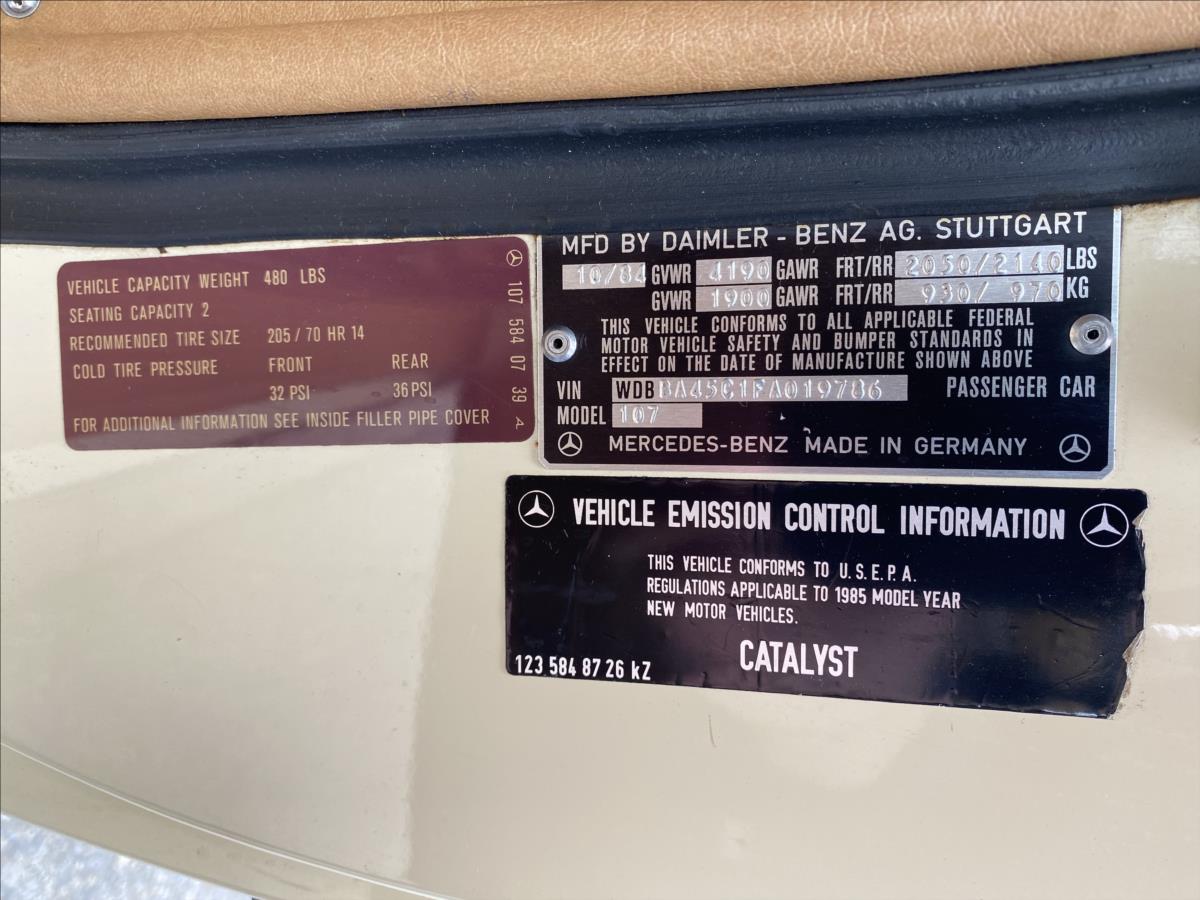 VEHICLE CAPACITY WEIGHT 480 LBS
SEATING CAPACITY 2
RECOMMENDED TIRE SIZE 205/70 HR 14
COLD TIRE PRESSURE FRONT REAR
32 PSI 36 PSI
FOR ADDITIONAL INFORMATION SEE INSIDE FILLER PIPE COVER
107 584 07 39 A
MFD BY DAIMLER-BENZ AG. STUTTGART
10/84 GVWR 4190 GAWR FRT/RR 2050/2140 LBS
GVWR 1900 GAWR FRT/RR 930/ 970 KG
THIS VEHICLE CONFORMS TO ALL APPLICABLE FEDERAL
MOTOR VEHICLE SAFETY AND BUMPER STANDARDS IN
EFFECT ON THE DATE OF MANUFACTURE SHOWN ABOVE
VIN WDBBA45C1FA019786 PASSENGER CAR
MODEL 107
MERCEDES-BENZ MADE IN GERMANY
VEHICLE EMISSION CONTROL INFORMATION
THIS VEHICLE CONFORMS TO U.S.E.P.A.
REGULATIONS APPLICABLE TO 1985 MODEL YEAR
NEW MOTOR VEHICLES.
CATALYST
123 584 87 26 kZ